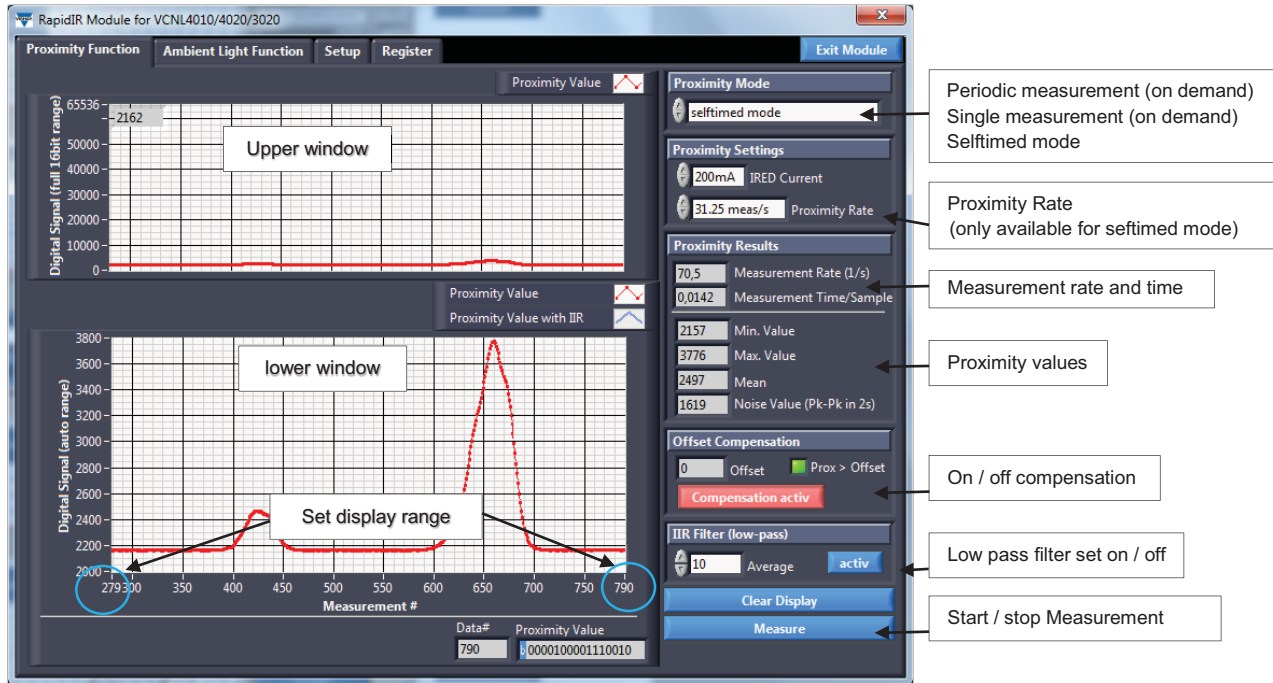 RapidIR Module for VCNL4010/4020/3020
Proximity Function
Ambient Light Function
Setup
Register
Exit Module
Proximity Value
Digital Signal (full 16bit range)
65536
50000
40000
30000
20000
10000
0
2162
Upper window
Proximity Value
Proximity Value with IIR
Digital Signal (auto range)
3800
3600
3400
3200
3000
2800
2600
2400
2200
2000
lower window
Set display range
279 300 350 400 450 500 550 600 650 700 750 790
Measurement #
Data#
790
Proximity Value
b 0000100001110010
Proximity Mode
selftimed mode
Proximity Settings
200mA IRED Current
31.25 meas/s Proximity Rate
Proximity Results
70,5 Measurement Rate (1/s)
0,0142 Measurement Time/Sample
2157 Min. Value
3776 Max. Value
2497 Mean
1619 Noise Value (Pk-Pk in 2s)
Offset Compensation
0 Offset Prox > Offset
Compensation activ
IIR Filter (low-pass)
10 Average activ
Clear Display
Measure
Periodic measurement (on demand)
Single measurement (on demand)
Selftimed mode
Proximity Rate
(only available for seftimed mode)
Measurement rate and time
Proximity values
On / off compensation
Low pass filter set on / off
Start / stop Measurement